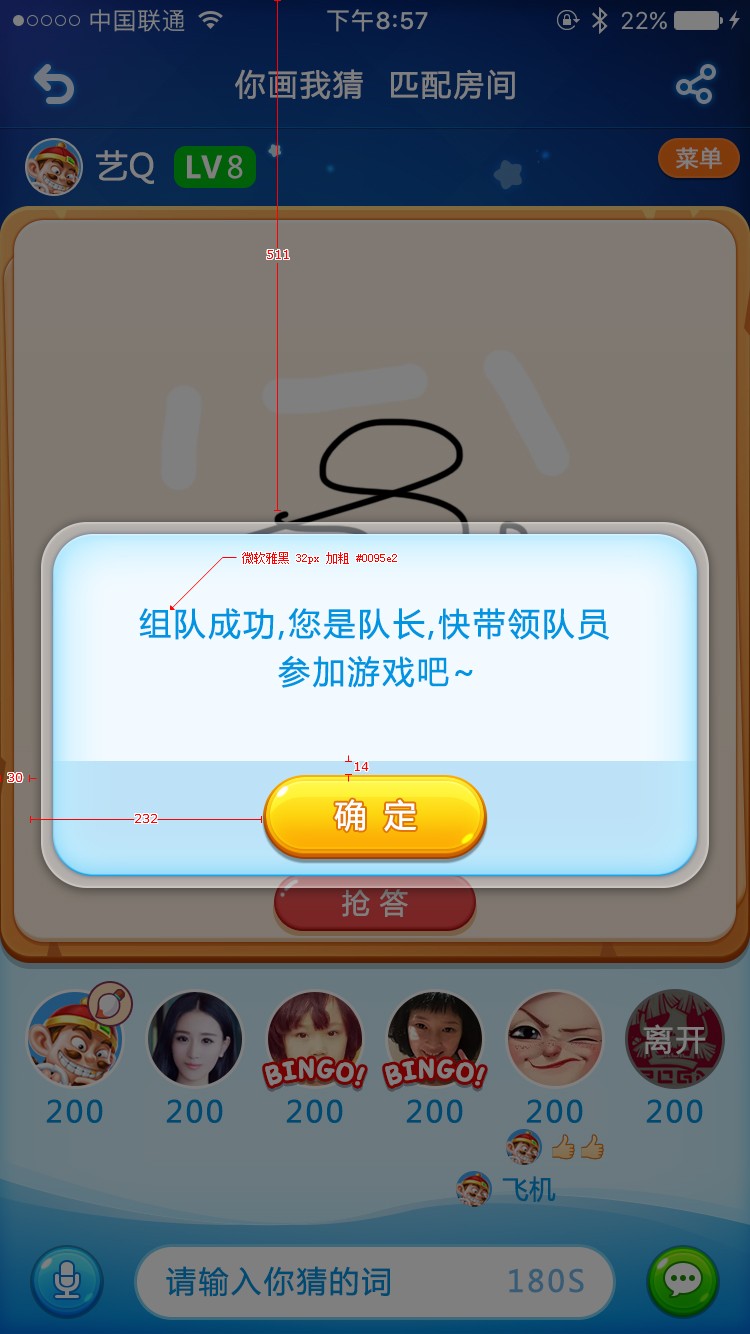 中国联通 下午8:57 22%
你画我猜 匹配房间
艺Q LV8 菜单
511
微软雅黑 32px 加粗 #0095e2
组队成功,您是队长,快带领队员
参加游戏吧~
14
30
确 定
232
抢 答
离开
BINGO! BINGO!
200 200 200 200 200 200
飞机
请输入你猜的词 180S